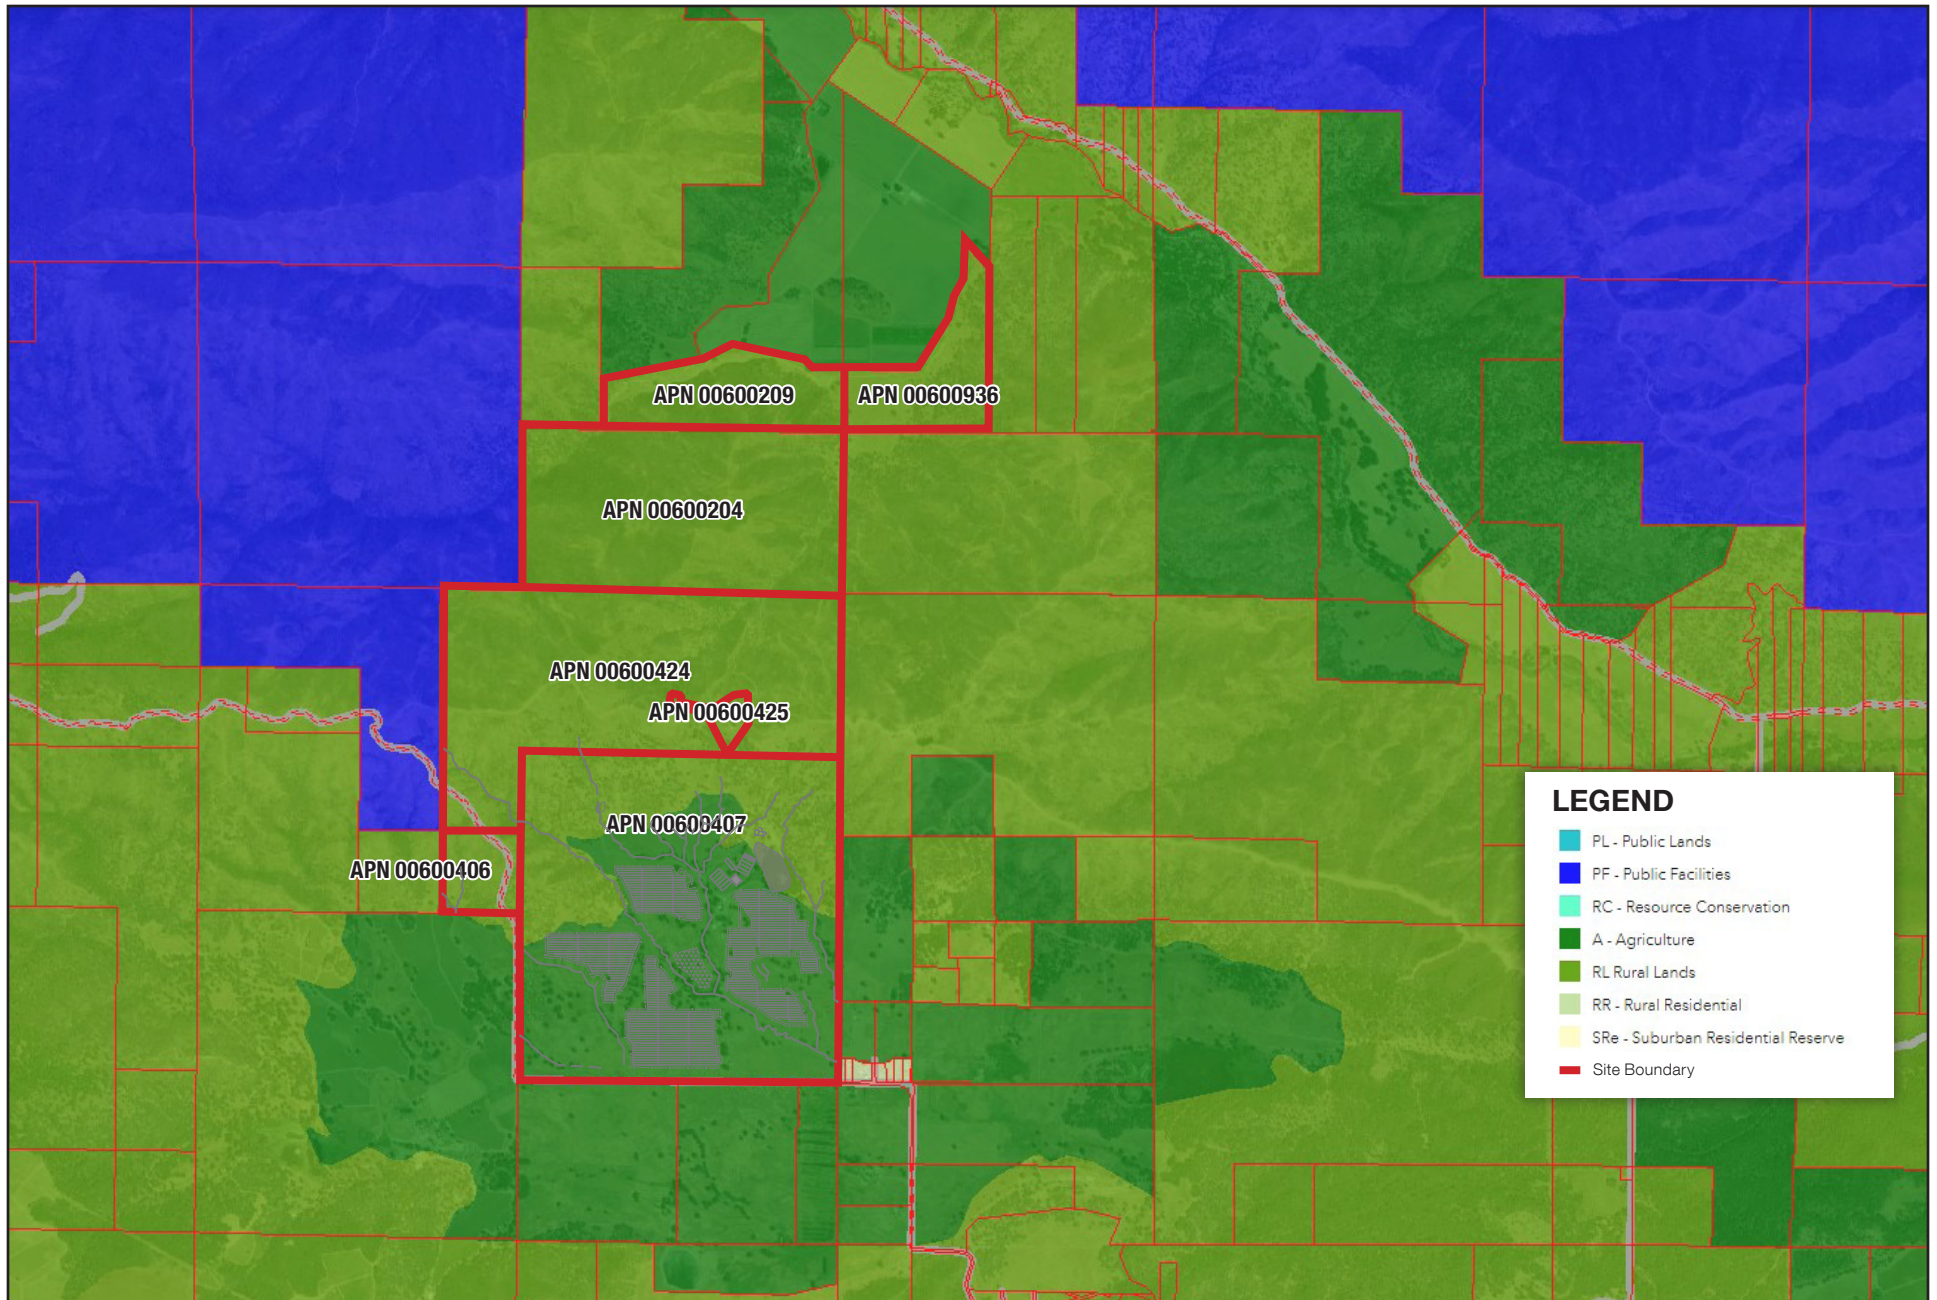 APN 00600209
APN 00600936
APN 00600204
APN 00600424
APN 00600425
APN 00600407
APN 00600406
LEGEND
PL - Public Lands
PF - Public Facilities
RC - Resource Conservation
A - Agriculture
RL Rural Lands
RR - Rural Residential
SRe - Suburban Residential Reserve
Site Boundary